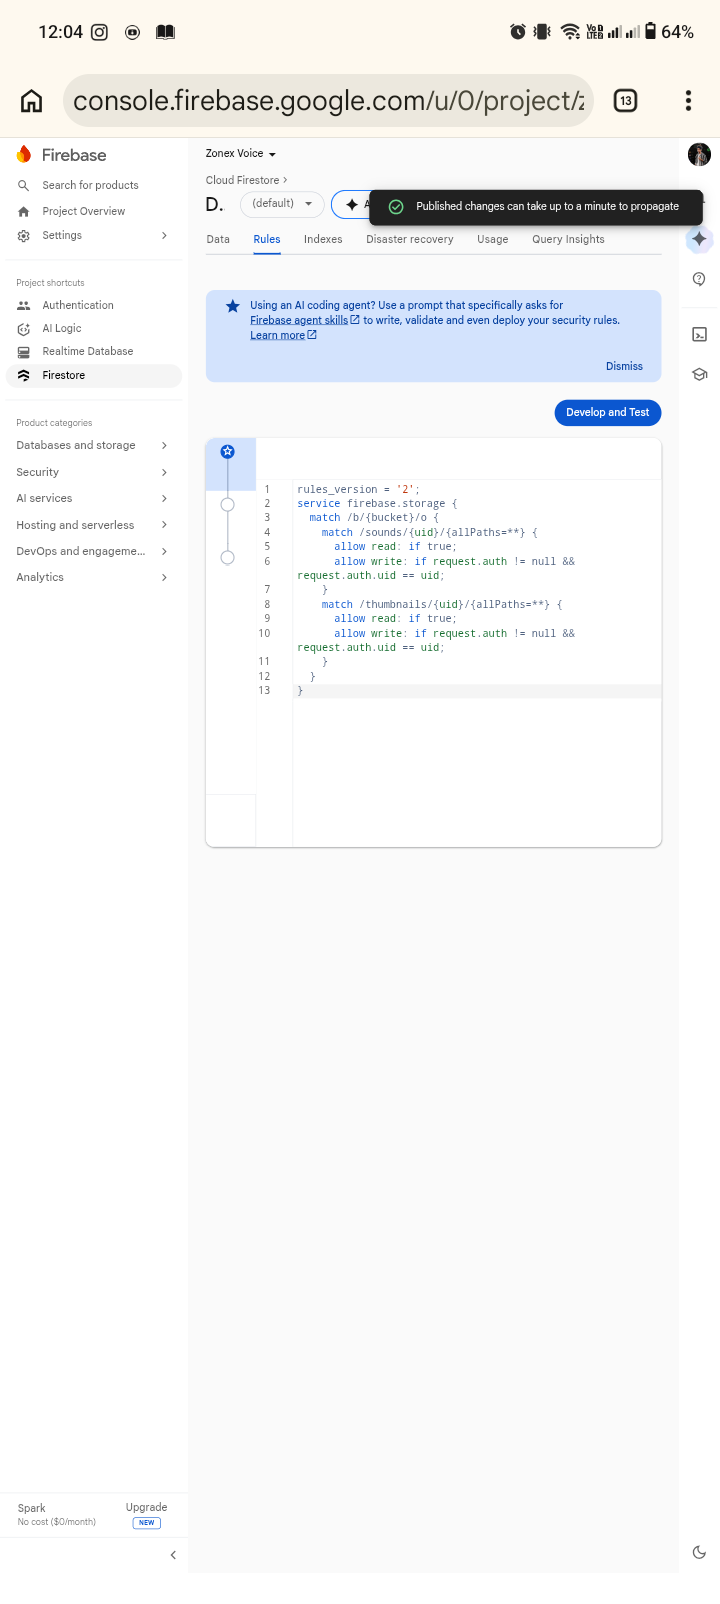 12:04
VoD LTED
64%
console.firebase.google.com/u/0/project/
13
Firebase
Search for products
Project Overview
Settings
Project shortcuts
Authentication
AI Logic
Realtime Database
Firestore
Product categories
Databases and storage
Security
AI services
Hosting and serverless
DevOps and engageme...
Analytics
Spark
No cost ($0/month)
Upgrade
NEW
Zonex Voice
Cloud Firestore
D.
(default)
Published changes can take up to a minute to propagate
Data Rules Indexes Disaster recovery Usage Query Insights
Using an AI coding agent? Use a prompt that specifically asks for
Firebase agent skills to write, validate and even deploy your security rules.
Learn more
Dismiss
Develop and Test
1 rules_version = '2';
2 service firebase.storage {
3 match /b/{bucket}/o {
4 match /sounds/{uid}/{allPaths=**} {
5 allow read: if true;
6 allow write: if request.auth != null &&
request.auth.uid == uid;
7 }
8 match /thumbnails/{uid}/{allPaths=**} {
9 allow read: if true;
10 allow write: if request.auth != null &&
request.auth.uid == uid;
11 }
12 }
13 }